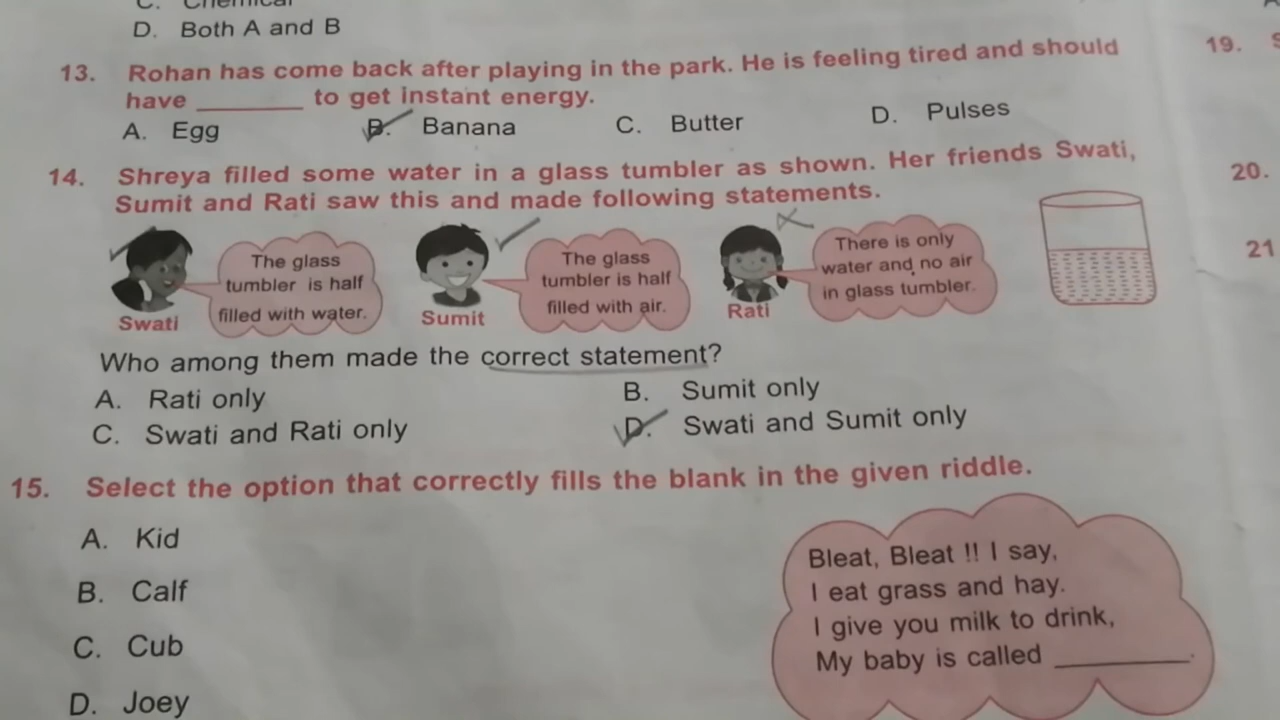 C. Chemical
D. Both A and B
13. Rohan has come back after playing in the park. He is feeling tired and should
have ________ to get instant energy.
A. Egg B. Banana C. Butter D. Pulses
14. Shreya filled some water in a glass tumbler as shown. Her friends Swati,
Sumit and Rati saw this and made following statements.
The glass
tumbler is half
filled with water.
Swati
The glass
tumbler is half
filled with air.
Sumit
There is only
water and no air
in glass tumbler.
Rati
Who among them made the correct statement?
A. Rati only B. Sumit only
C. Swati and Rati only D. Swati and Sumit only
15. Select the option that correctly fills the blank in the given riddle.
A. Kid
B. Calf
C. Cub
D. Joey
Bleat, Bleat !! I say,
I eat grass and hay.
I give you milk to drink,
My baby is called ________.
19.
20.
21